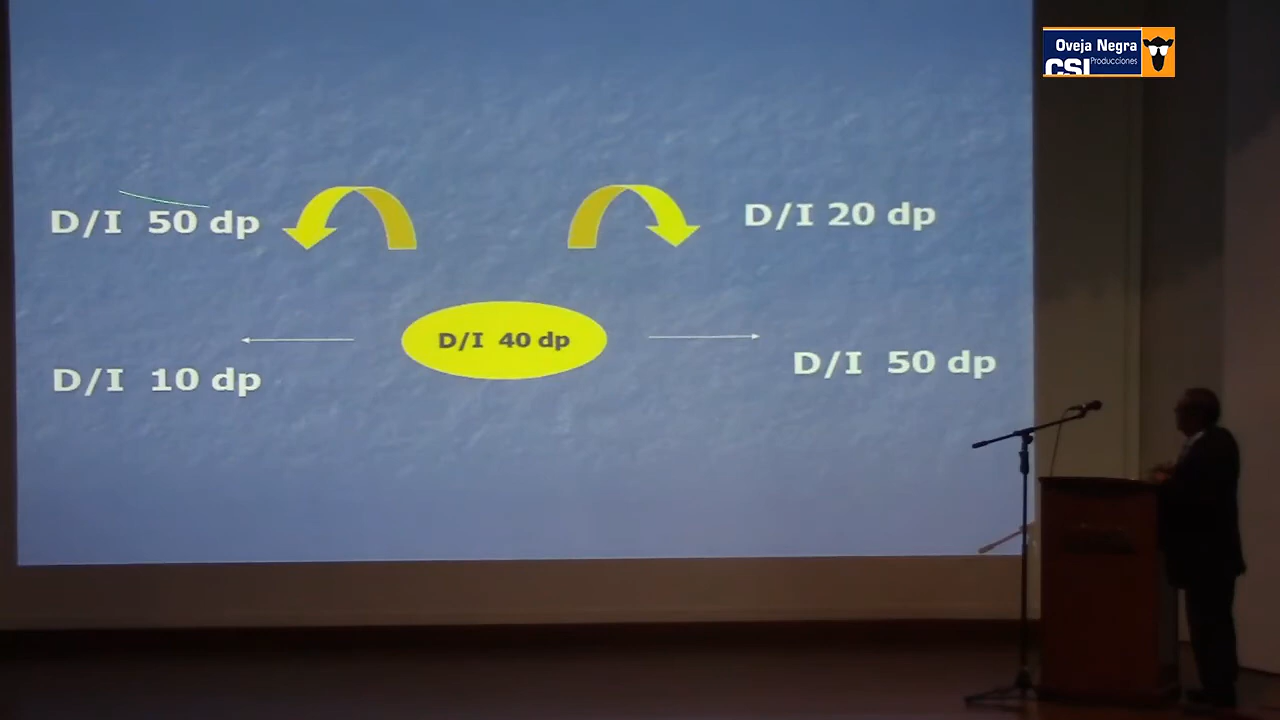 Oveja Negra
CSI Producciones
D/I 50 dp
D/I 20 dp
D/I 40 dp
D/I 10 dp
D/I 50 dp